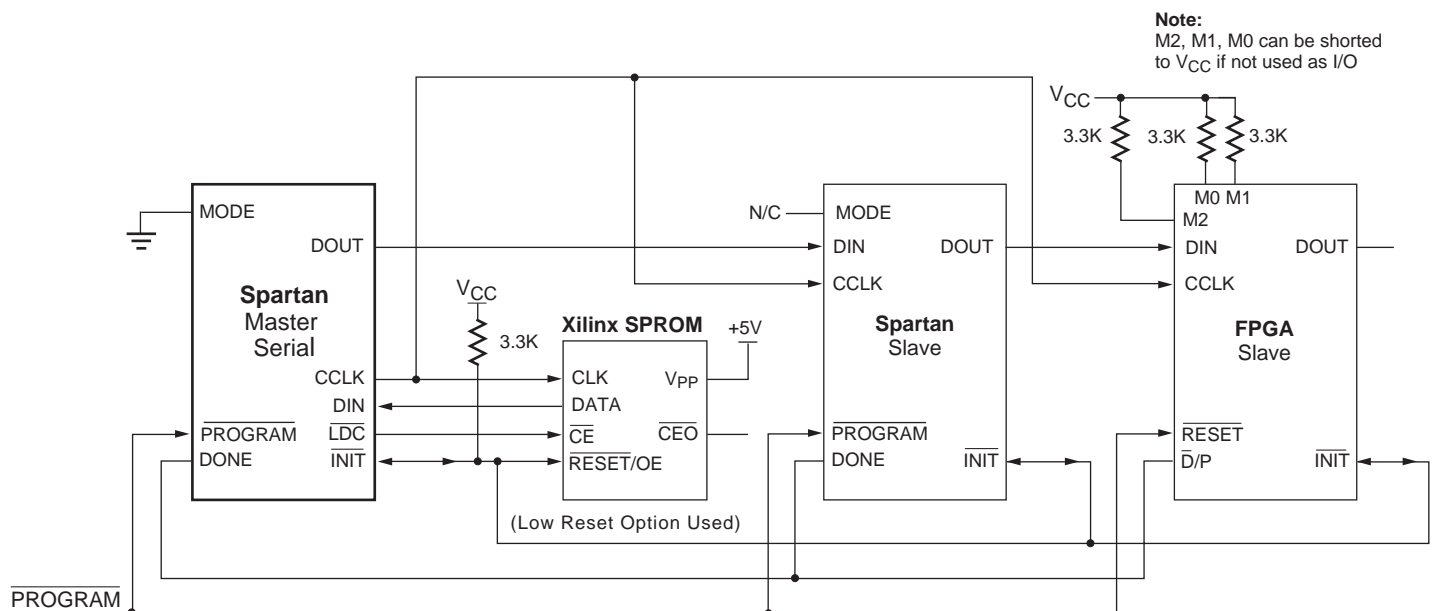 Note:
M2, M1, M0 can be shorted
to VCC if not used as I/O
VCC
3.3K
3.3K
3.3K
MODE
DOUT
Spartan
Master
Serial
CCLK
DIN
PROGRAM
LDC
DONE
INIT
VCC
3.3K
Xilinx SPROM
+5V
CLK
VPP
DATA
CE
CEO
RESET/OE
(Low Reset Option Used)
N/C
MODE
DIN
DOUT
CCLK
Spartan
Slave
PROGRAM
DONE
INIT
M0 M1
M2
DIN
DOUT
CCLK
FPGA
Slave
RESET
D/P
INIT
PROGRAM